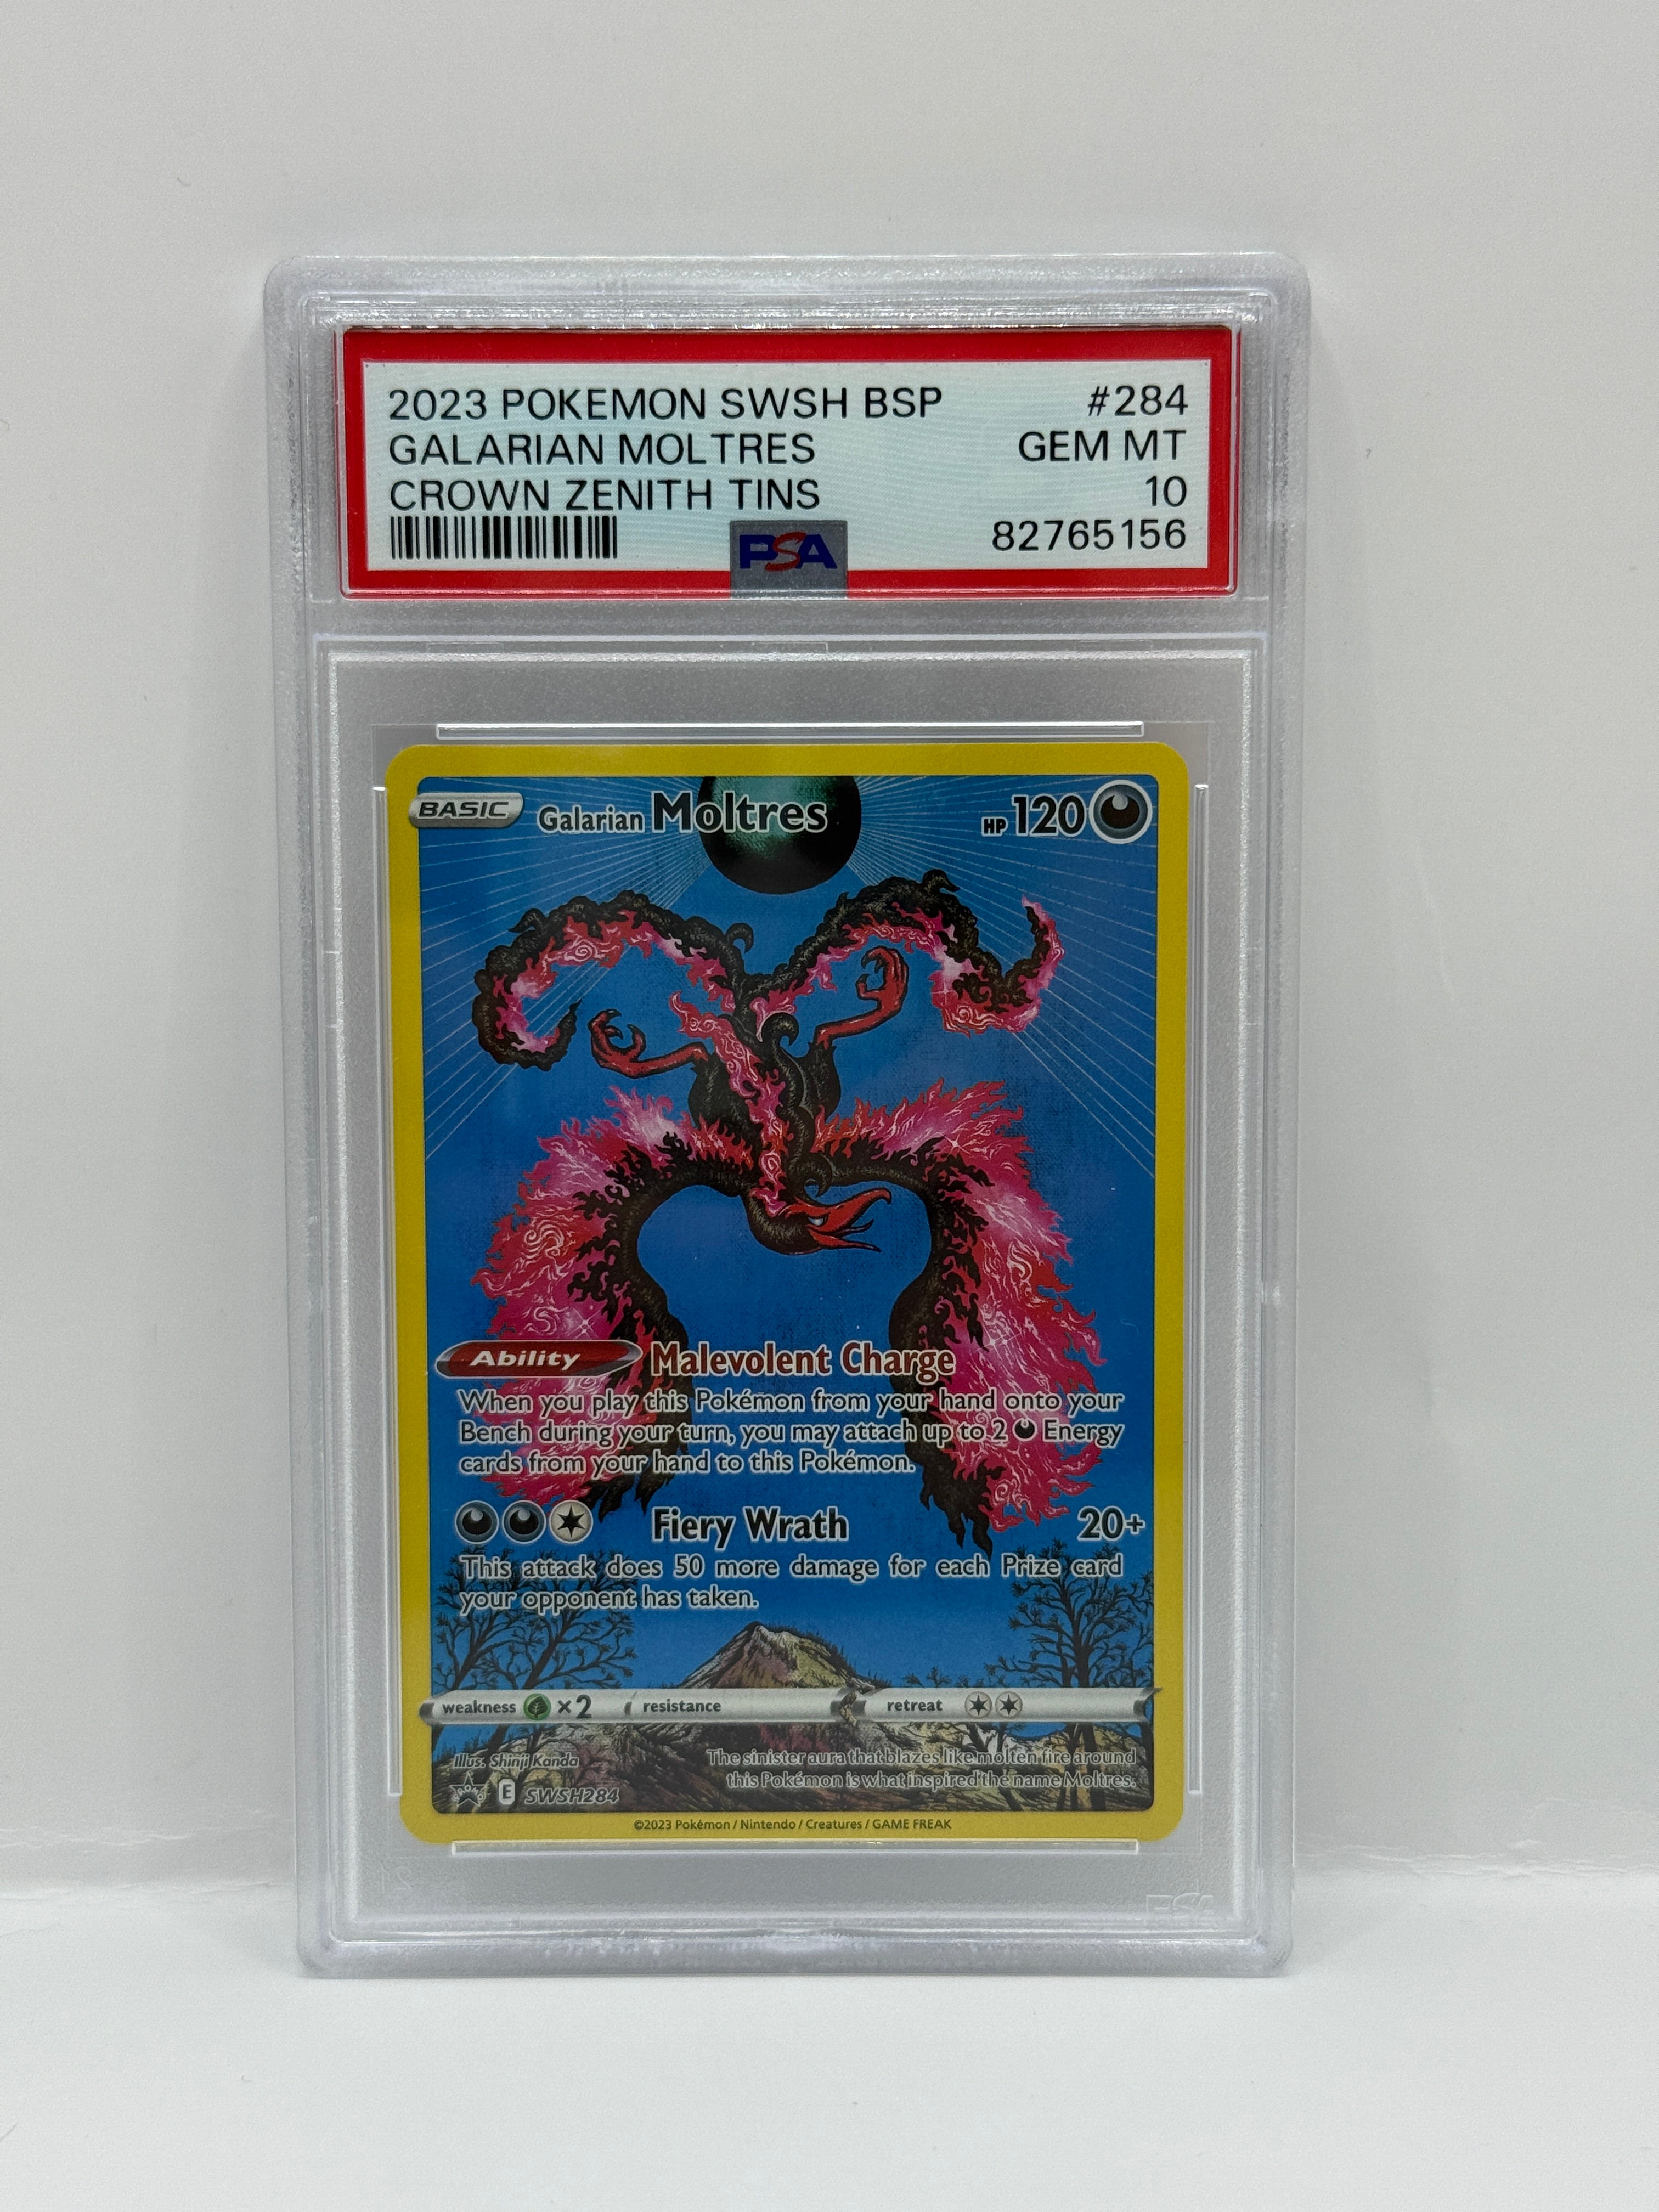 2023 POKEMON SWSH BSP #284
GALARIAN MOLTRES GEM MT
CROWN ZENITH TINS 10
PSA 82765156
BASIC Galarian Moltres HP 120
Ability Malevolent Charge
When you play this Pokémon from your hand onto your
Bench during your turn, you may attach up to 2 Energy
cards from your hand to this Pokémon.
Fiery Wrath 20+
This attack does 50 more damage for each Prize card
your opponent has taken.
weakness ×2 resistance retreat
Illus. Shinji Kanda
The sinister aura that blazes like molten fire around
this Pokémon is what inspired the name Moltres.
E SWSH284
©2023 Pokémon / Nintendo / Creatures / GAME FREAK
PSA